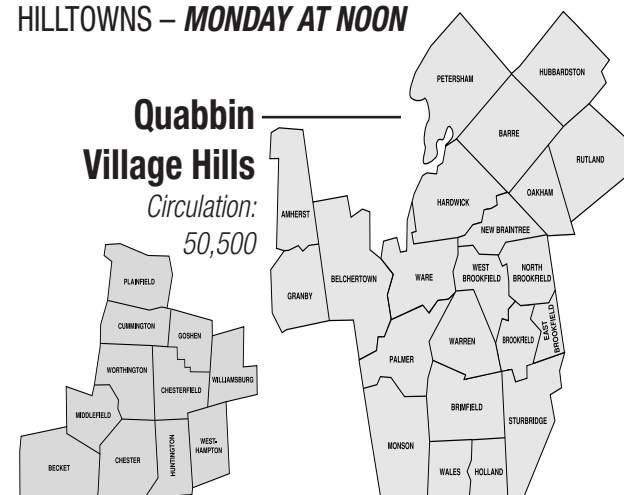 HILLTOWNS – MONDAY AT NOON
Quabbin
Village Hills
Circulation:
50,500
PETERSHAM
HUBBARDSTON
BARRE
RUTLAND
OAKHAM
HARDWICK
NEW BRAINTREE
AMHERST
BELCHERTOWN
GRANBY
WARE
WEST
BROOKFIELD
NORTH
BROOKFIELD
EAST
BROOKFIELD
BROOKFIELD
WARREN
PALMER
BRIMFIELD
STURBRIDGE
MONSON
WALES
HOLLAND
PLAINFIELD
CUMMINGTON
GOSHEN
WORTHINGTON
CHESTERFIELD
WILLIAMSBURG
MIDDLEFIELD
WEST-
HAMPTON
HUNTINGTON
CHESTER
BECKET